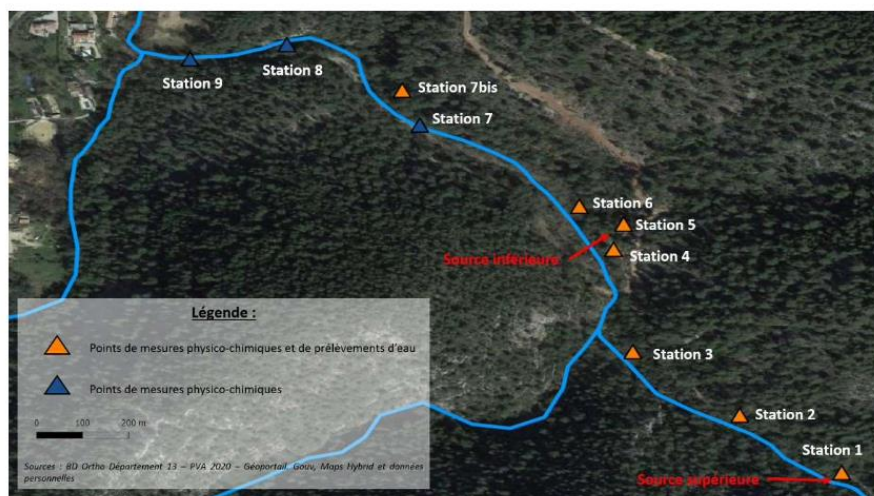 Station 9
Station 8
Station 7bis
Station 7
Station 6
Station 5
Source inférieure
Station 4
Station 3
Station 2
Station 1
Source supérieure
Légende :
Points de mesures physico-chimiques et de prélèvements d'eau
Points de mesures physico-chimiques
0 100 200 m
Sources : BD Ortho Département 13 – PVA 2020 – Géoportail. Gouv, Maps Hybrid et données
personnelles